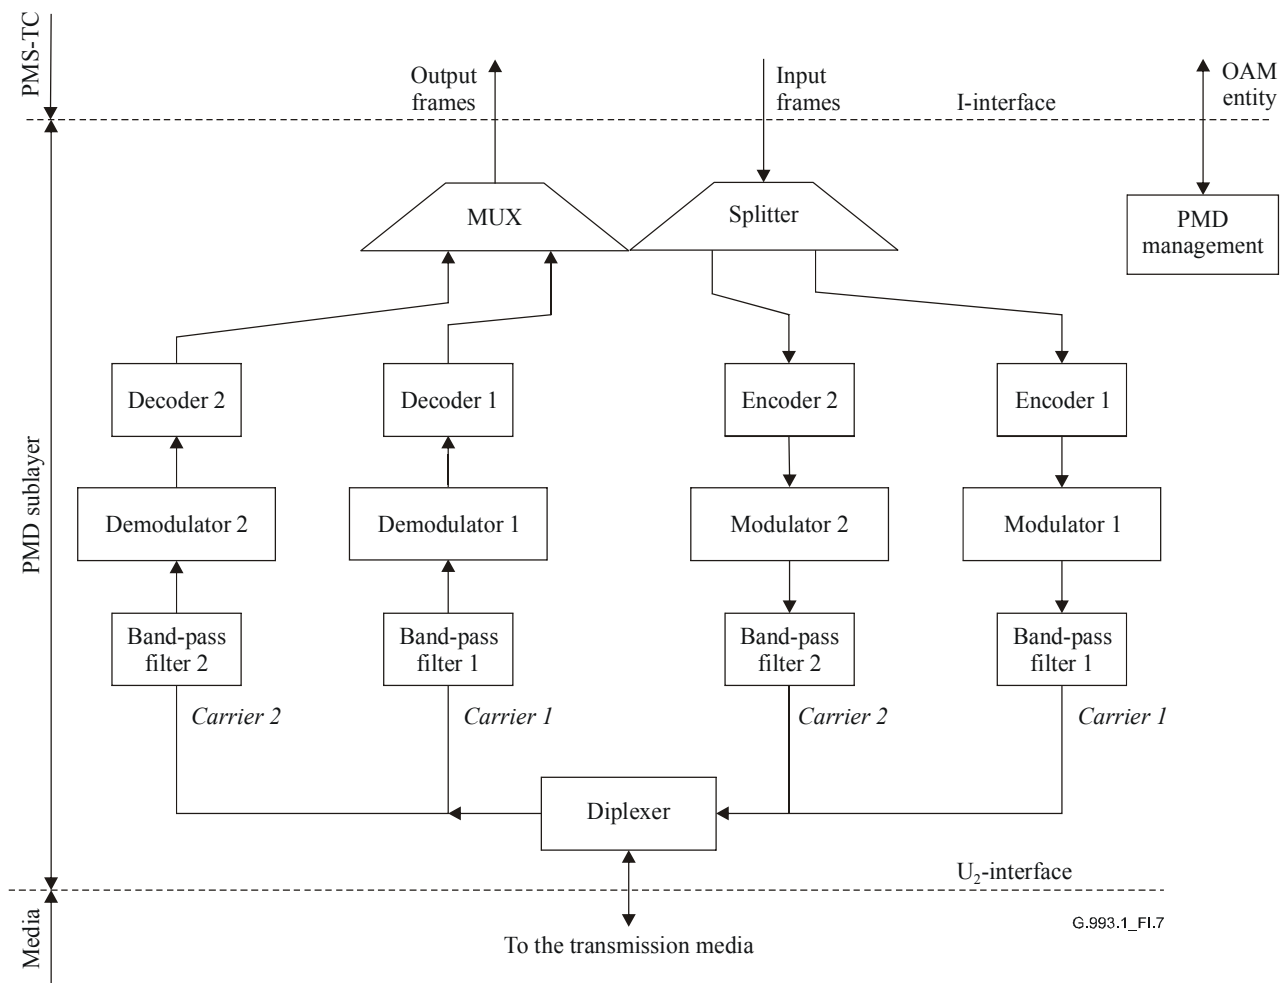 PMS-TC
Output
frames
Input
frames
OAM
entity
I-interface
MUX
Splitter
PMD
management
PMD sublayer
Decoder 2
Decoder 1
Encoder 2
Encoder 1
Demodulator 2
Demodulator 1
Modulator 2
Modulator 1
Band-pass
filter 2
Band-pass
filter 1
Band-pass
filter 2
Band-pass
filter 1
Carrier 2
Carrier 1
Carrier 2
Carrier 1
Diplexer
U2-interface
Media
To the transmission media
G.993.1_FI.7